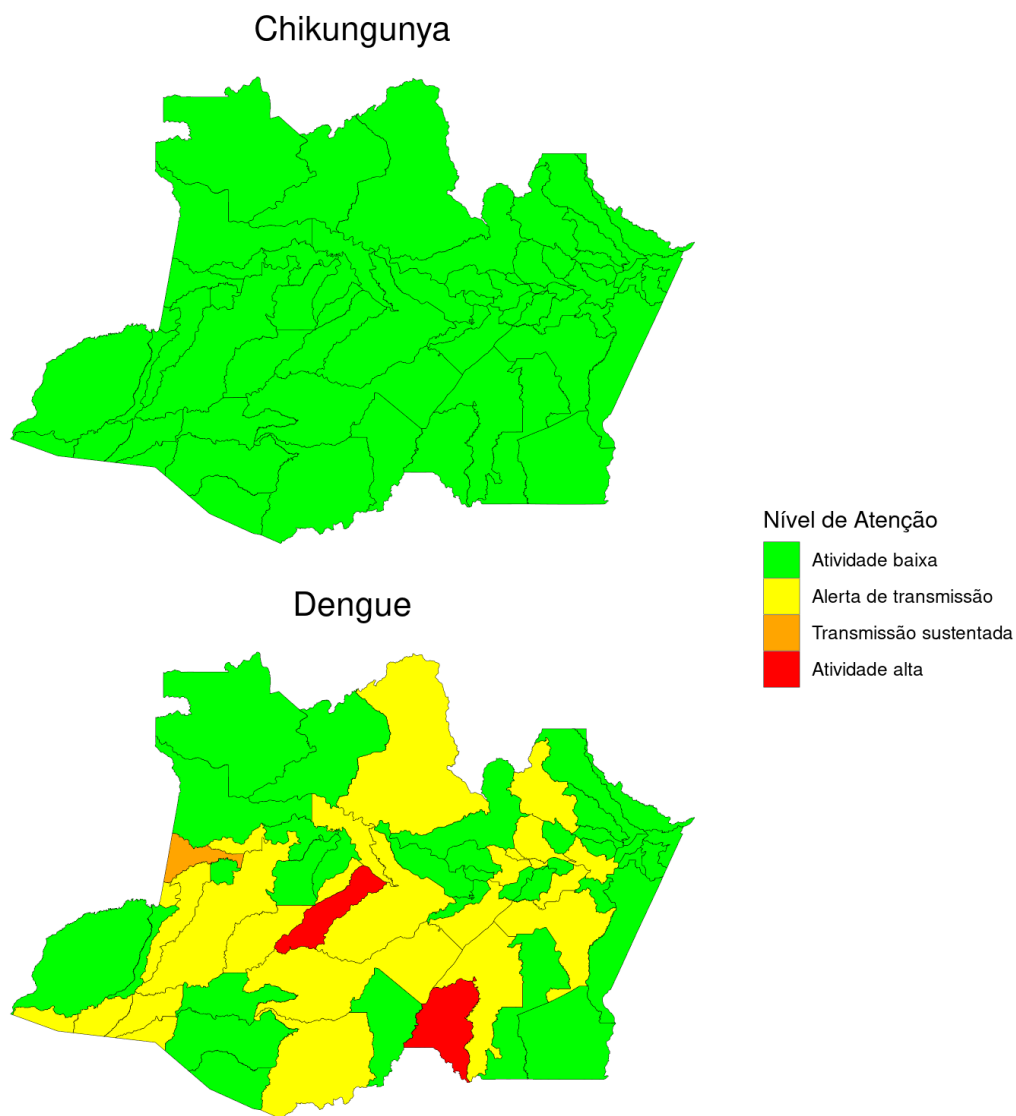 Chikungunya
Nível de Atenção
Atividade baixa
Alerta de transmissão
Transmissão sustentada
Atividade alta
Dengue